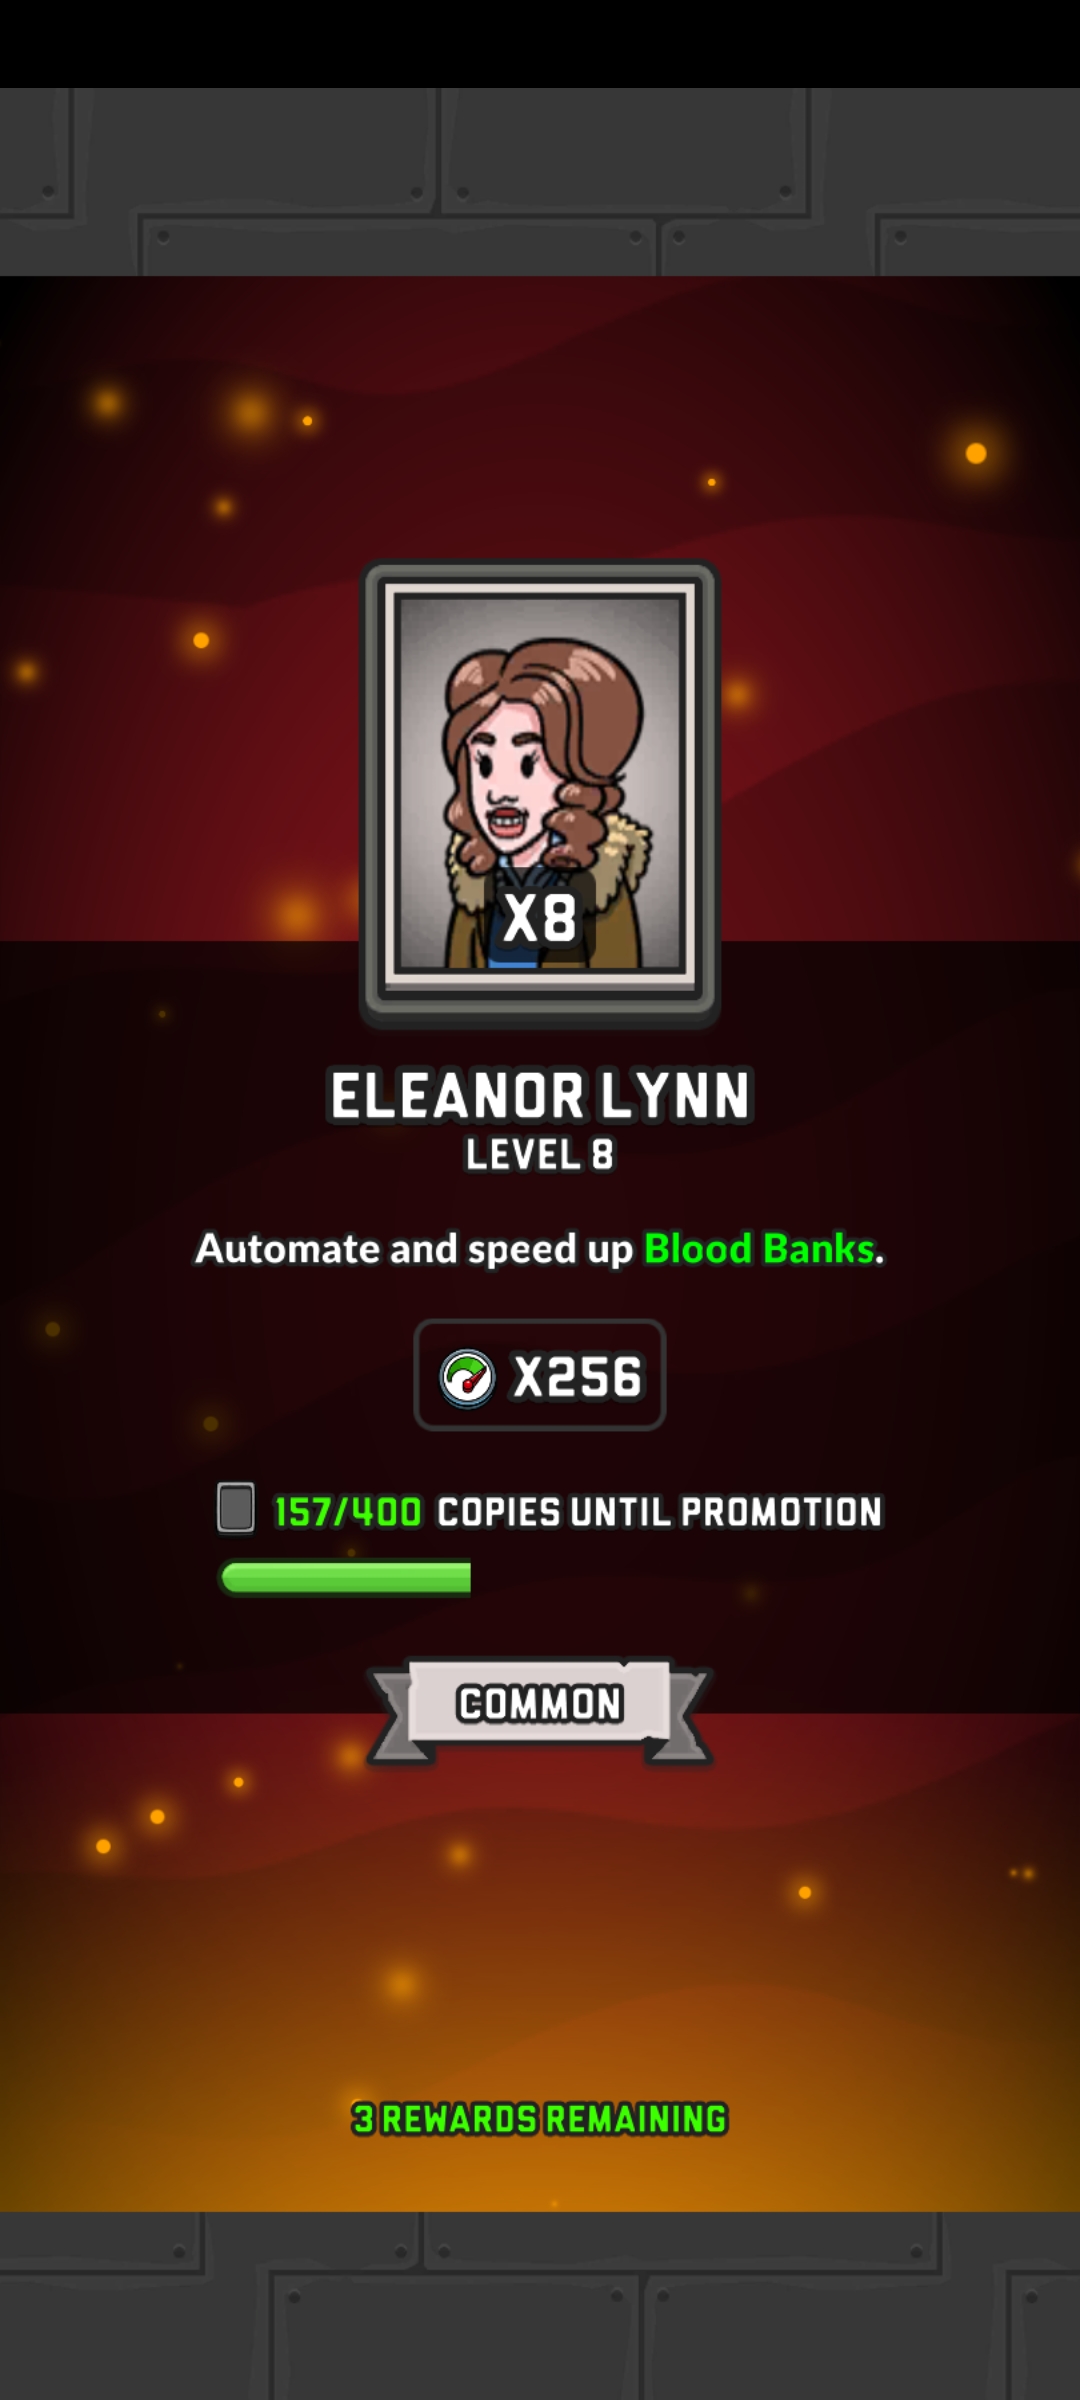 X8
ELEANOR LYNN
LEVEL 8
Automate and speed up Blood Banks.
X256
157/400 COPIES UNTIL PROMOTION
COMMON
3 REWARDS REMAINING